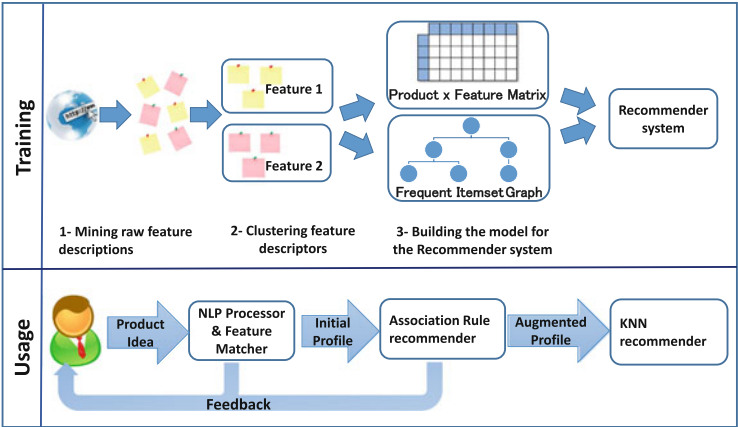 Training
http://www
Feature 1
Feature 2
Product x Feature Matrix
Frequent Itemset Graph
Recommender
system
1- Mining raw feature
descriptions
2- Clustering feature
descriptors
3- Building the model for
the Recommender system
Usage
Product
Idea
NLP Processor
& Feature
Matcher
Initial
Profile
Association Rule
recommender
Augmented
Profile
KNN
recommender
Feedback